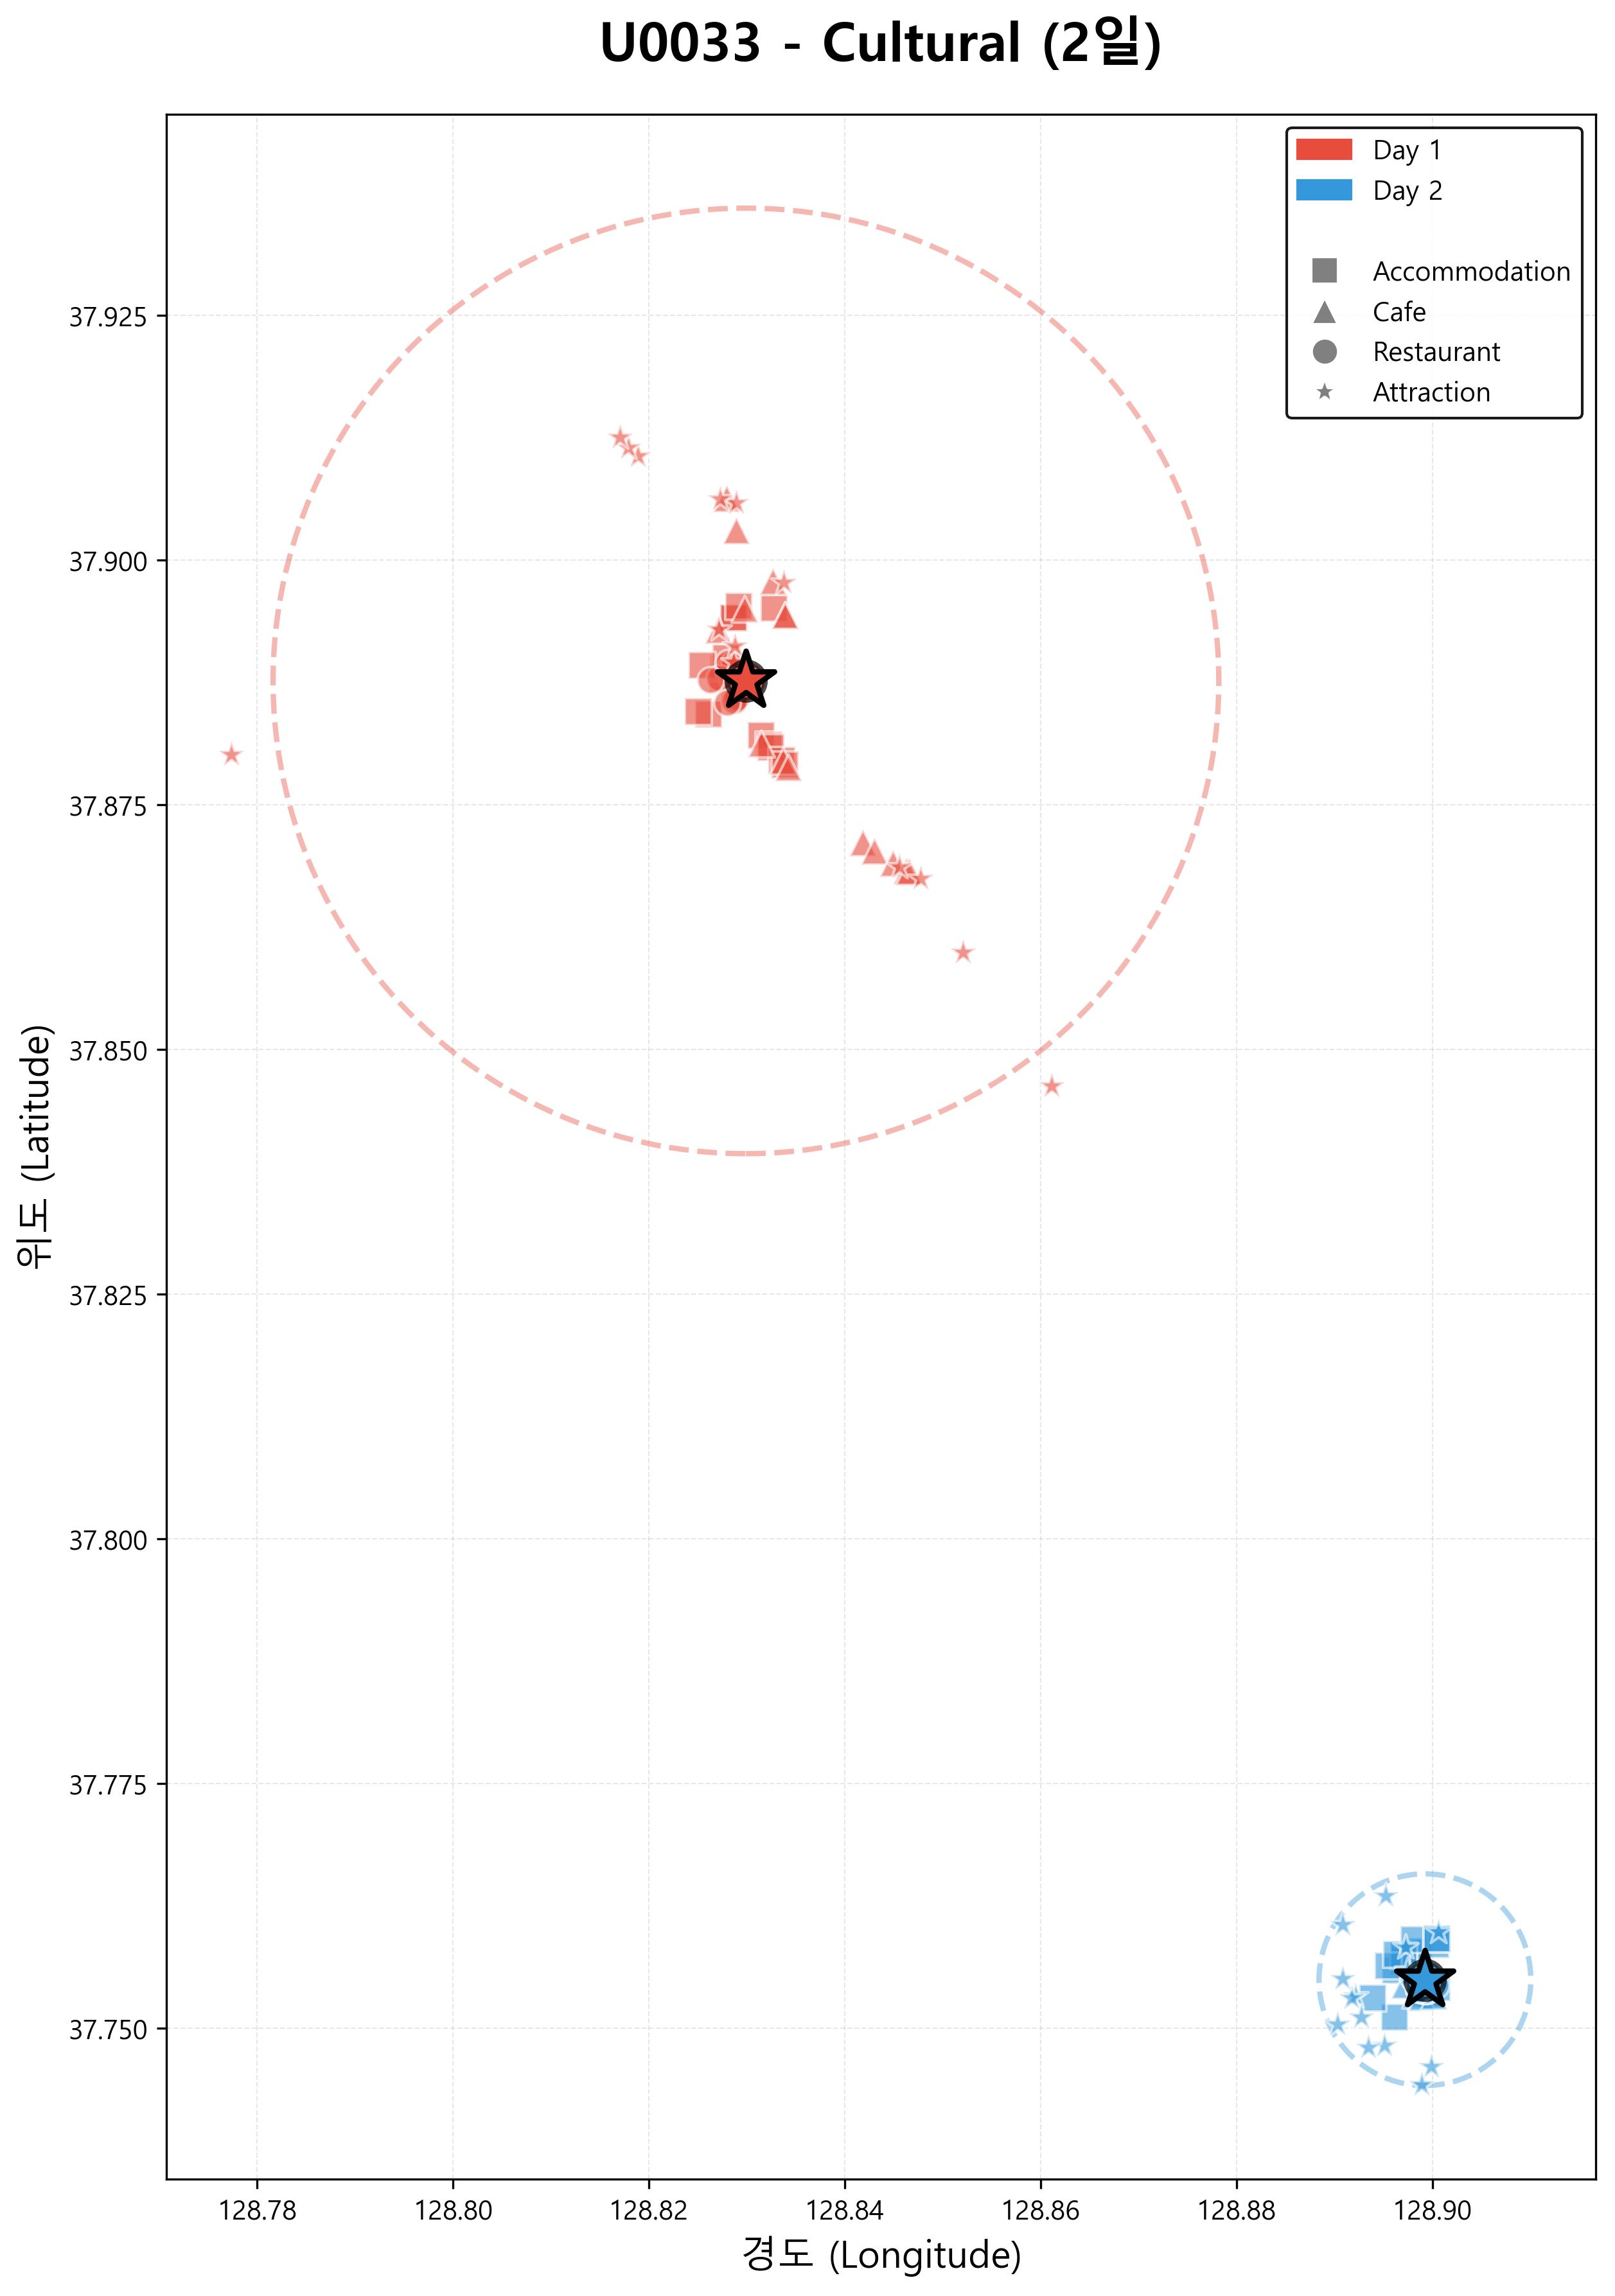 U0033 - Cultural (2일)
Day 1
Day 2
Accommodation
Cafe
Restaurant
Attraction
위도 (Latitude)
37.925
37.900
37.875
37.850
37.825
37.800
37.775
37.750
128.78 128.80 128.82 128.84 128.86 128.88 128.90
경도 (Longitude)